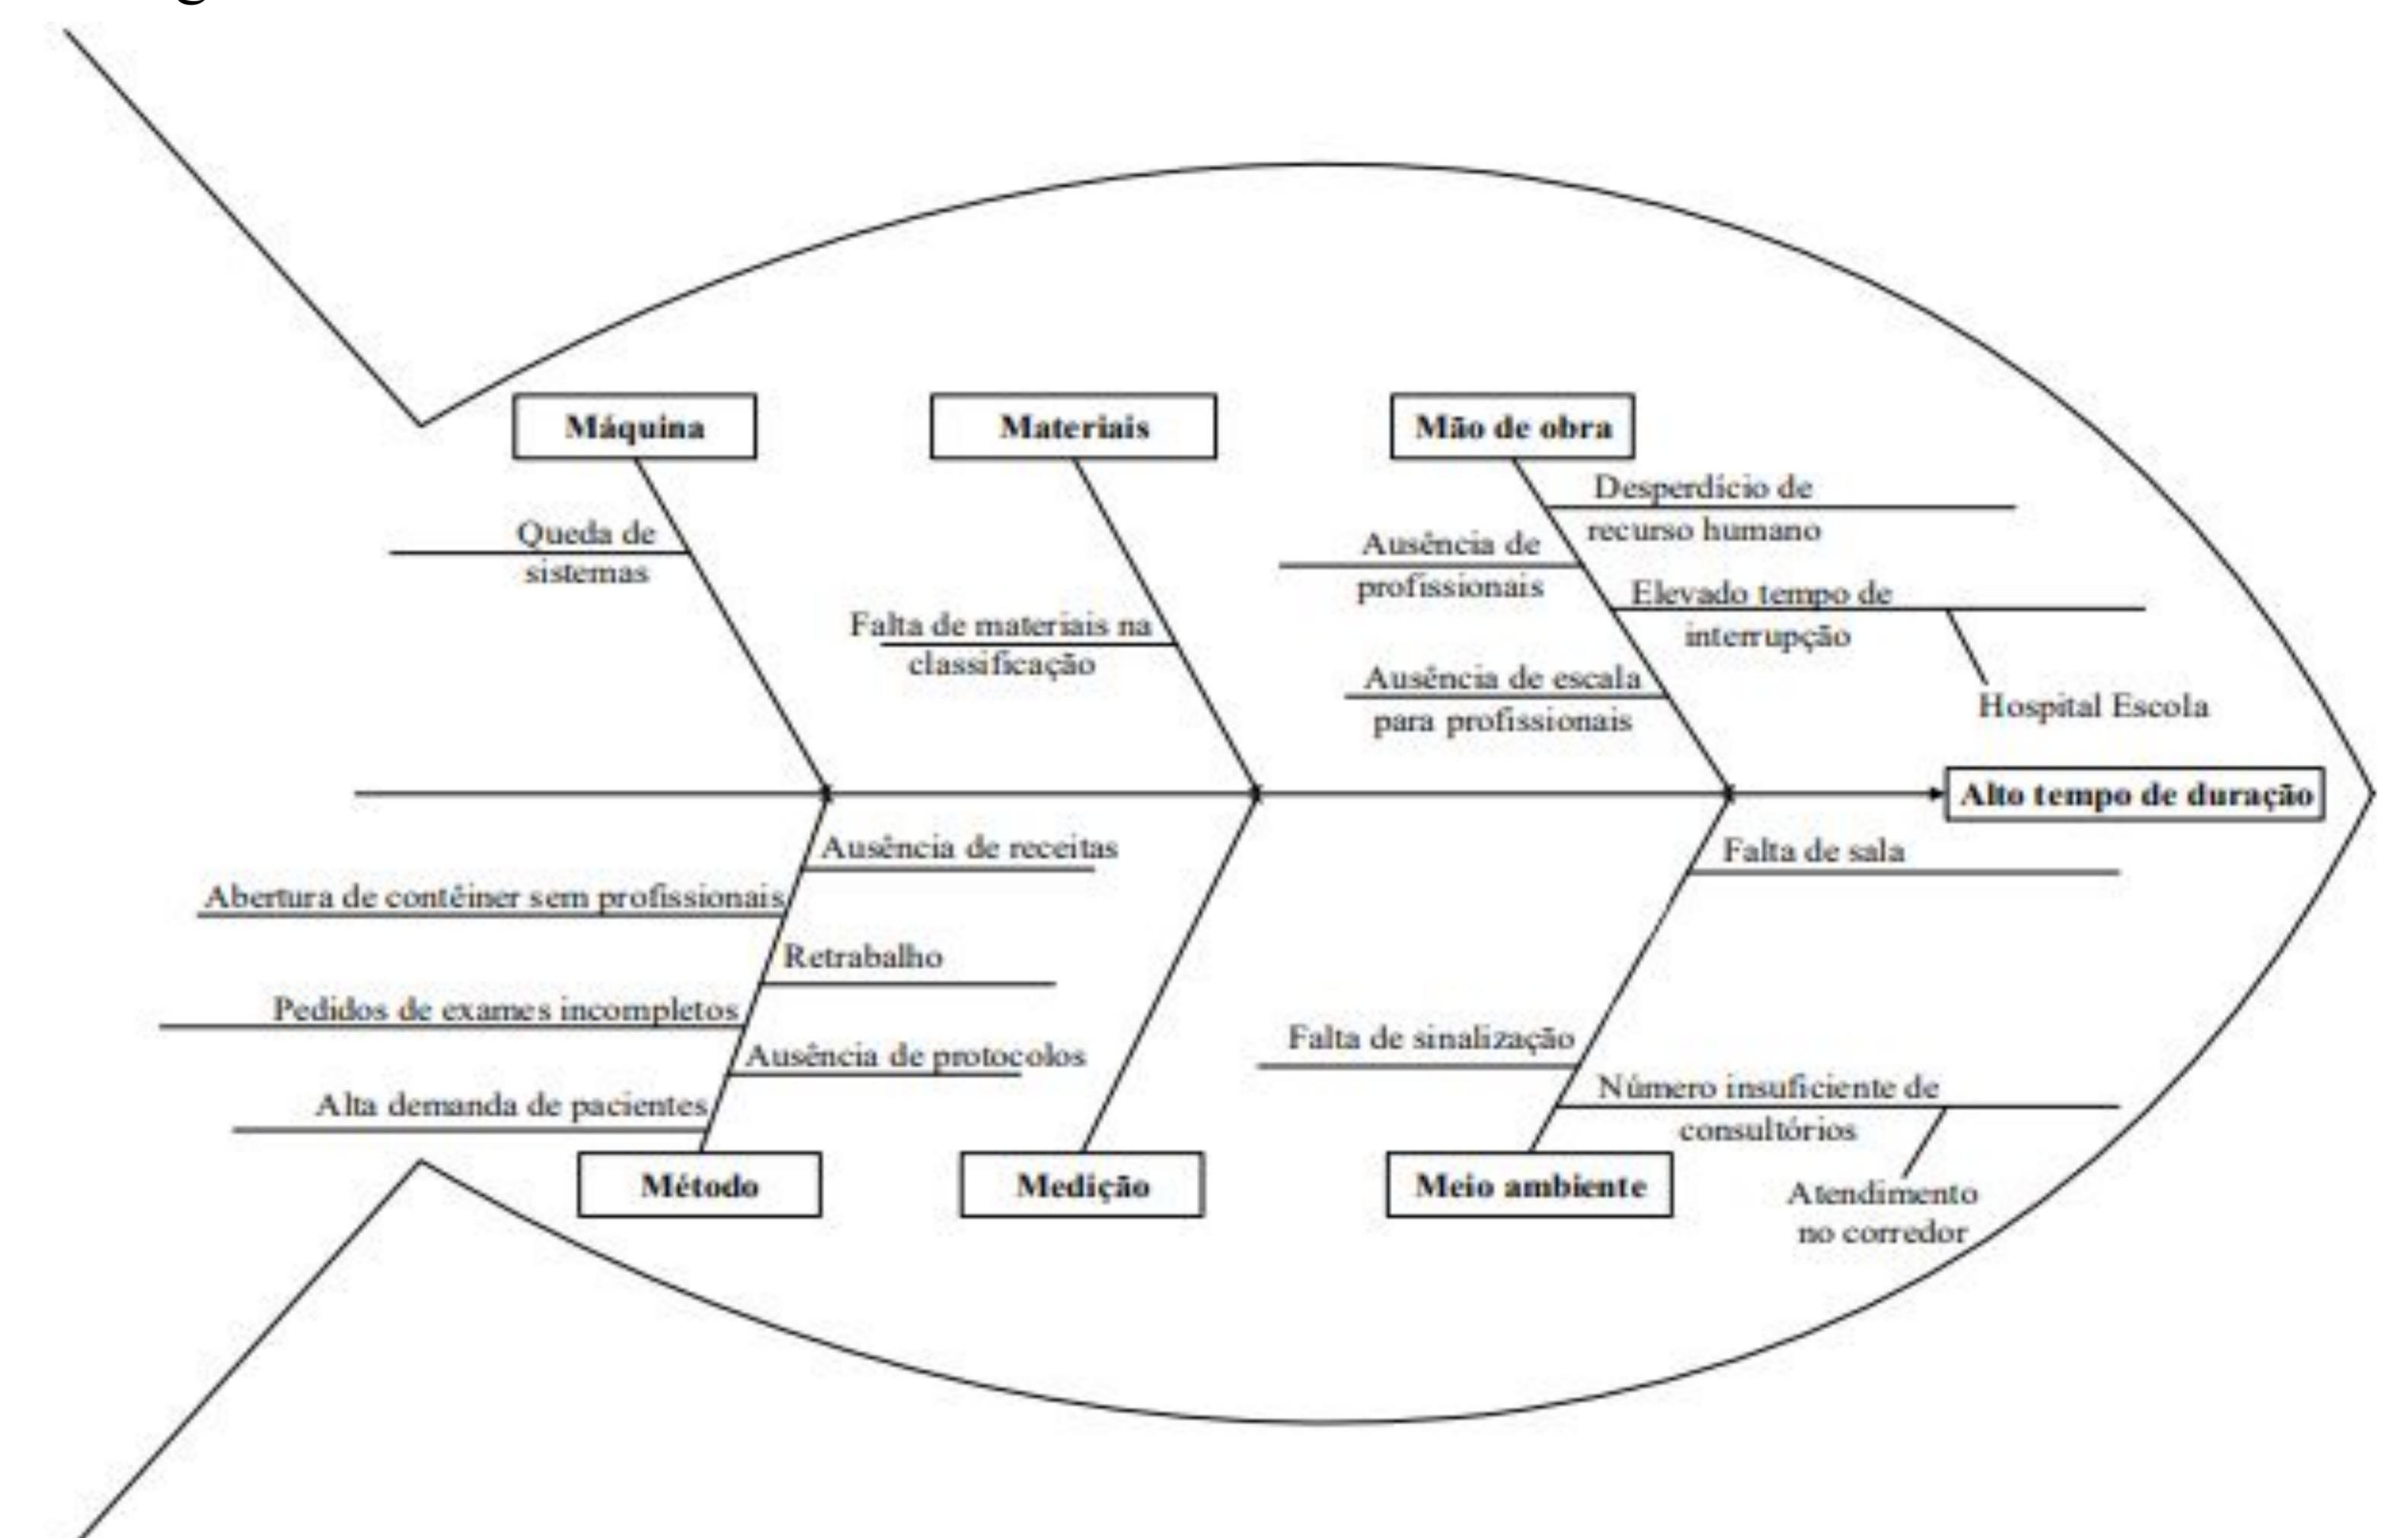 Máquina
Materiais
Mão de obra
Desperdício de
recurso humano
Queda de
sistemas
Ausência de
profissionais
Elevado tempo de
interrupção
Falta de materiais na
classificação
Ausência de escala
para profissionais
Hospital Escola
Alto tempo de duração
Ausência de receitas
Falta de sala
Abertura de contêiner sem profissionais
Retrabalho
Pedidos de exames incompletos
Falta de sinalização
Ausência de protocolos
Número insuficiente de
consultórios
Alta demanda de pacientes
Método
Medição
Meio ambiente
Atendimento
no corredor